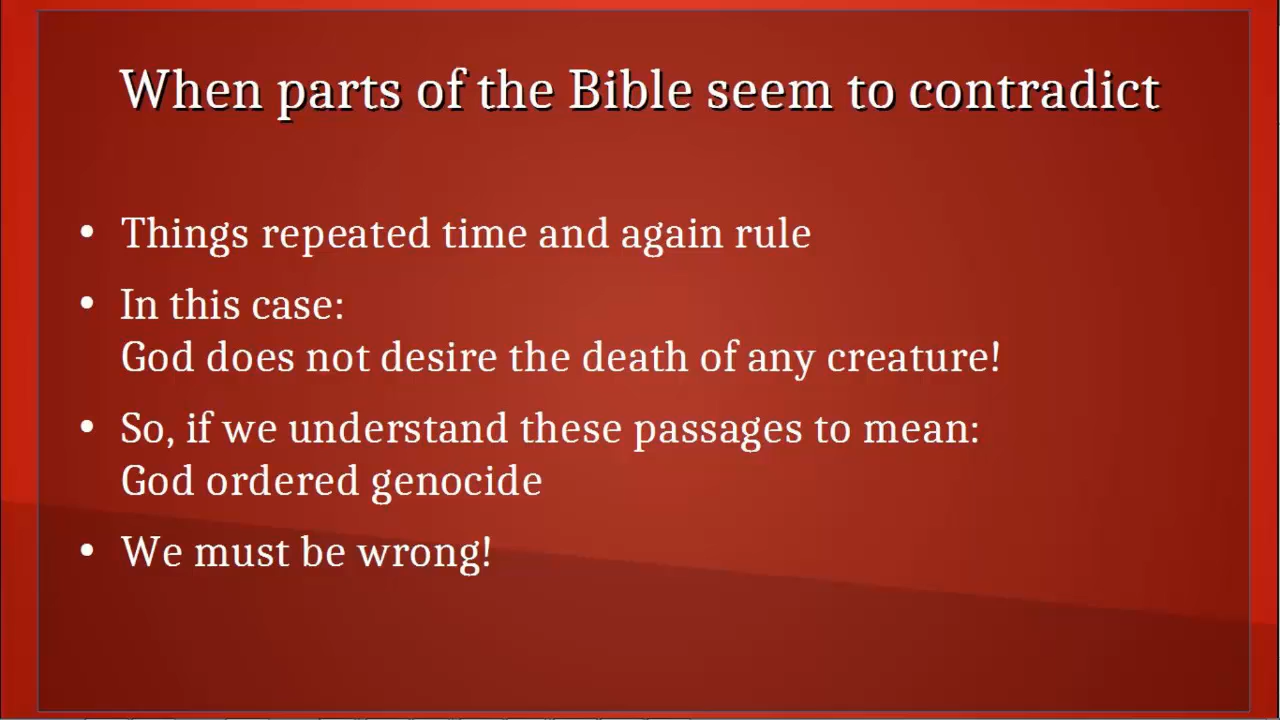 When parts of the Bible seem to contradict
• Things repeated time and again rule
• In this case:
God does not desire the death of any creature!
• So, if we understand these passages to mean:
God ordered genocide
• We must be wrong!